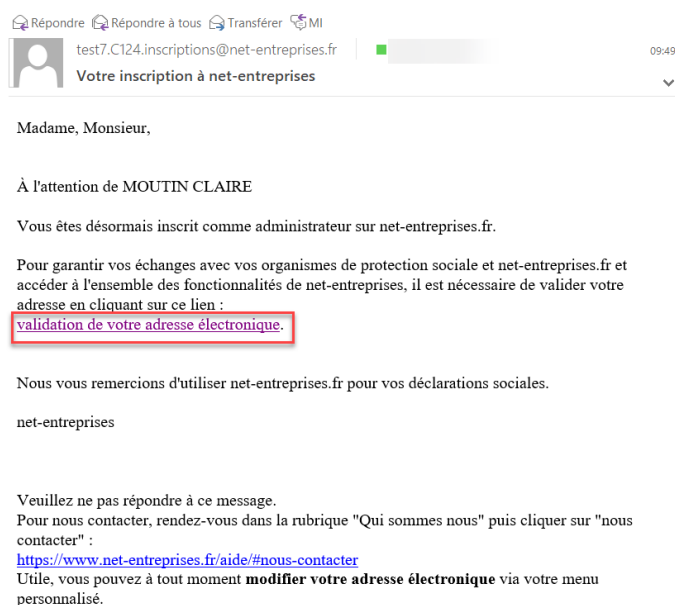 Répondre Répondre à tous Transférer MI
test7.C124.inscriptions@net-entreprises.fr
09:49
Votre inscription à net-entreprises
Madame, Monsieur,
À l'attention de MOUTIN CLAIRE
Vous êtes désormais inscrit comme administrateur sur net-entreprises.fr.
Pour garantir vos échanges avec vos organismes de protection sociale et net-entreprises.fr et
accéder à l'ensemble des fonctionnalités de net-entreprises, il est nécessaire de valider votre
adresse en cliquant sur ce lien :
validation de votre adresse électronique.
Nous vous remercions d'utiliser net-entreprises.fr pour vos déclarations sociales.
net-entreprises
Veuillez ne pas répondre à ce message.
Pour nous contacter, rendez-vous dans la rubrique "Qui sommes nous" puis cliquer sur "nous
contacter" :
https://www.net-entreprises.fr/aide/#nous-contacter
Utile, vous pouvez à tout moment modifier votre adresse électronique via votre menu
personnalisé.